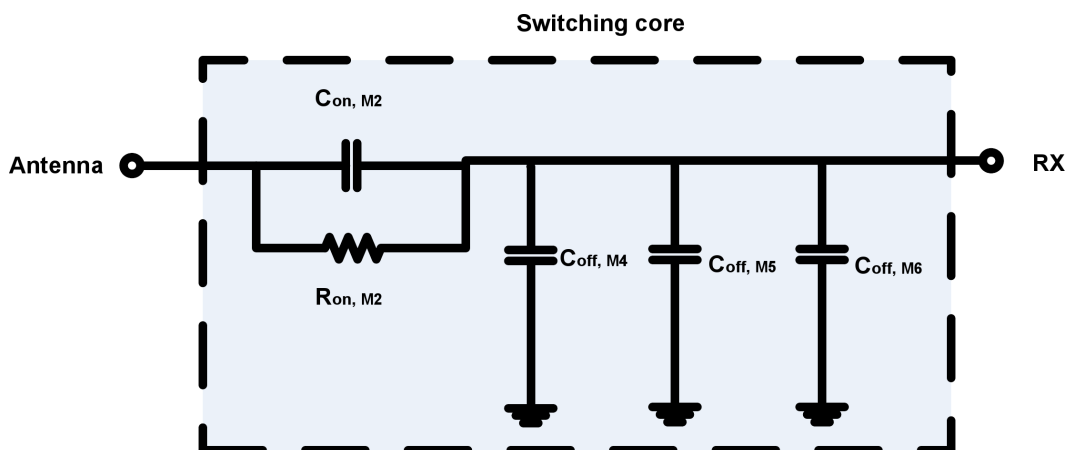 Switching core
Con, M2
Antenna
RX
Coff, M4
Coff, M5
Coff, M6
Ron, M2